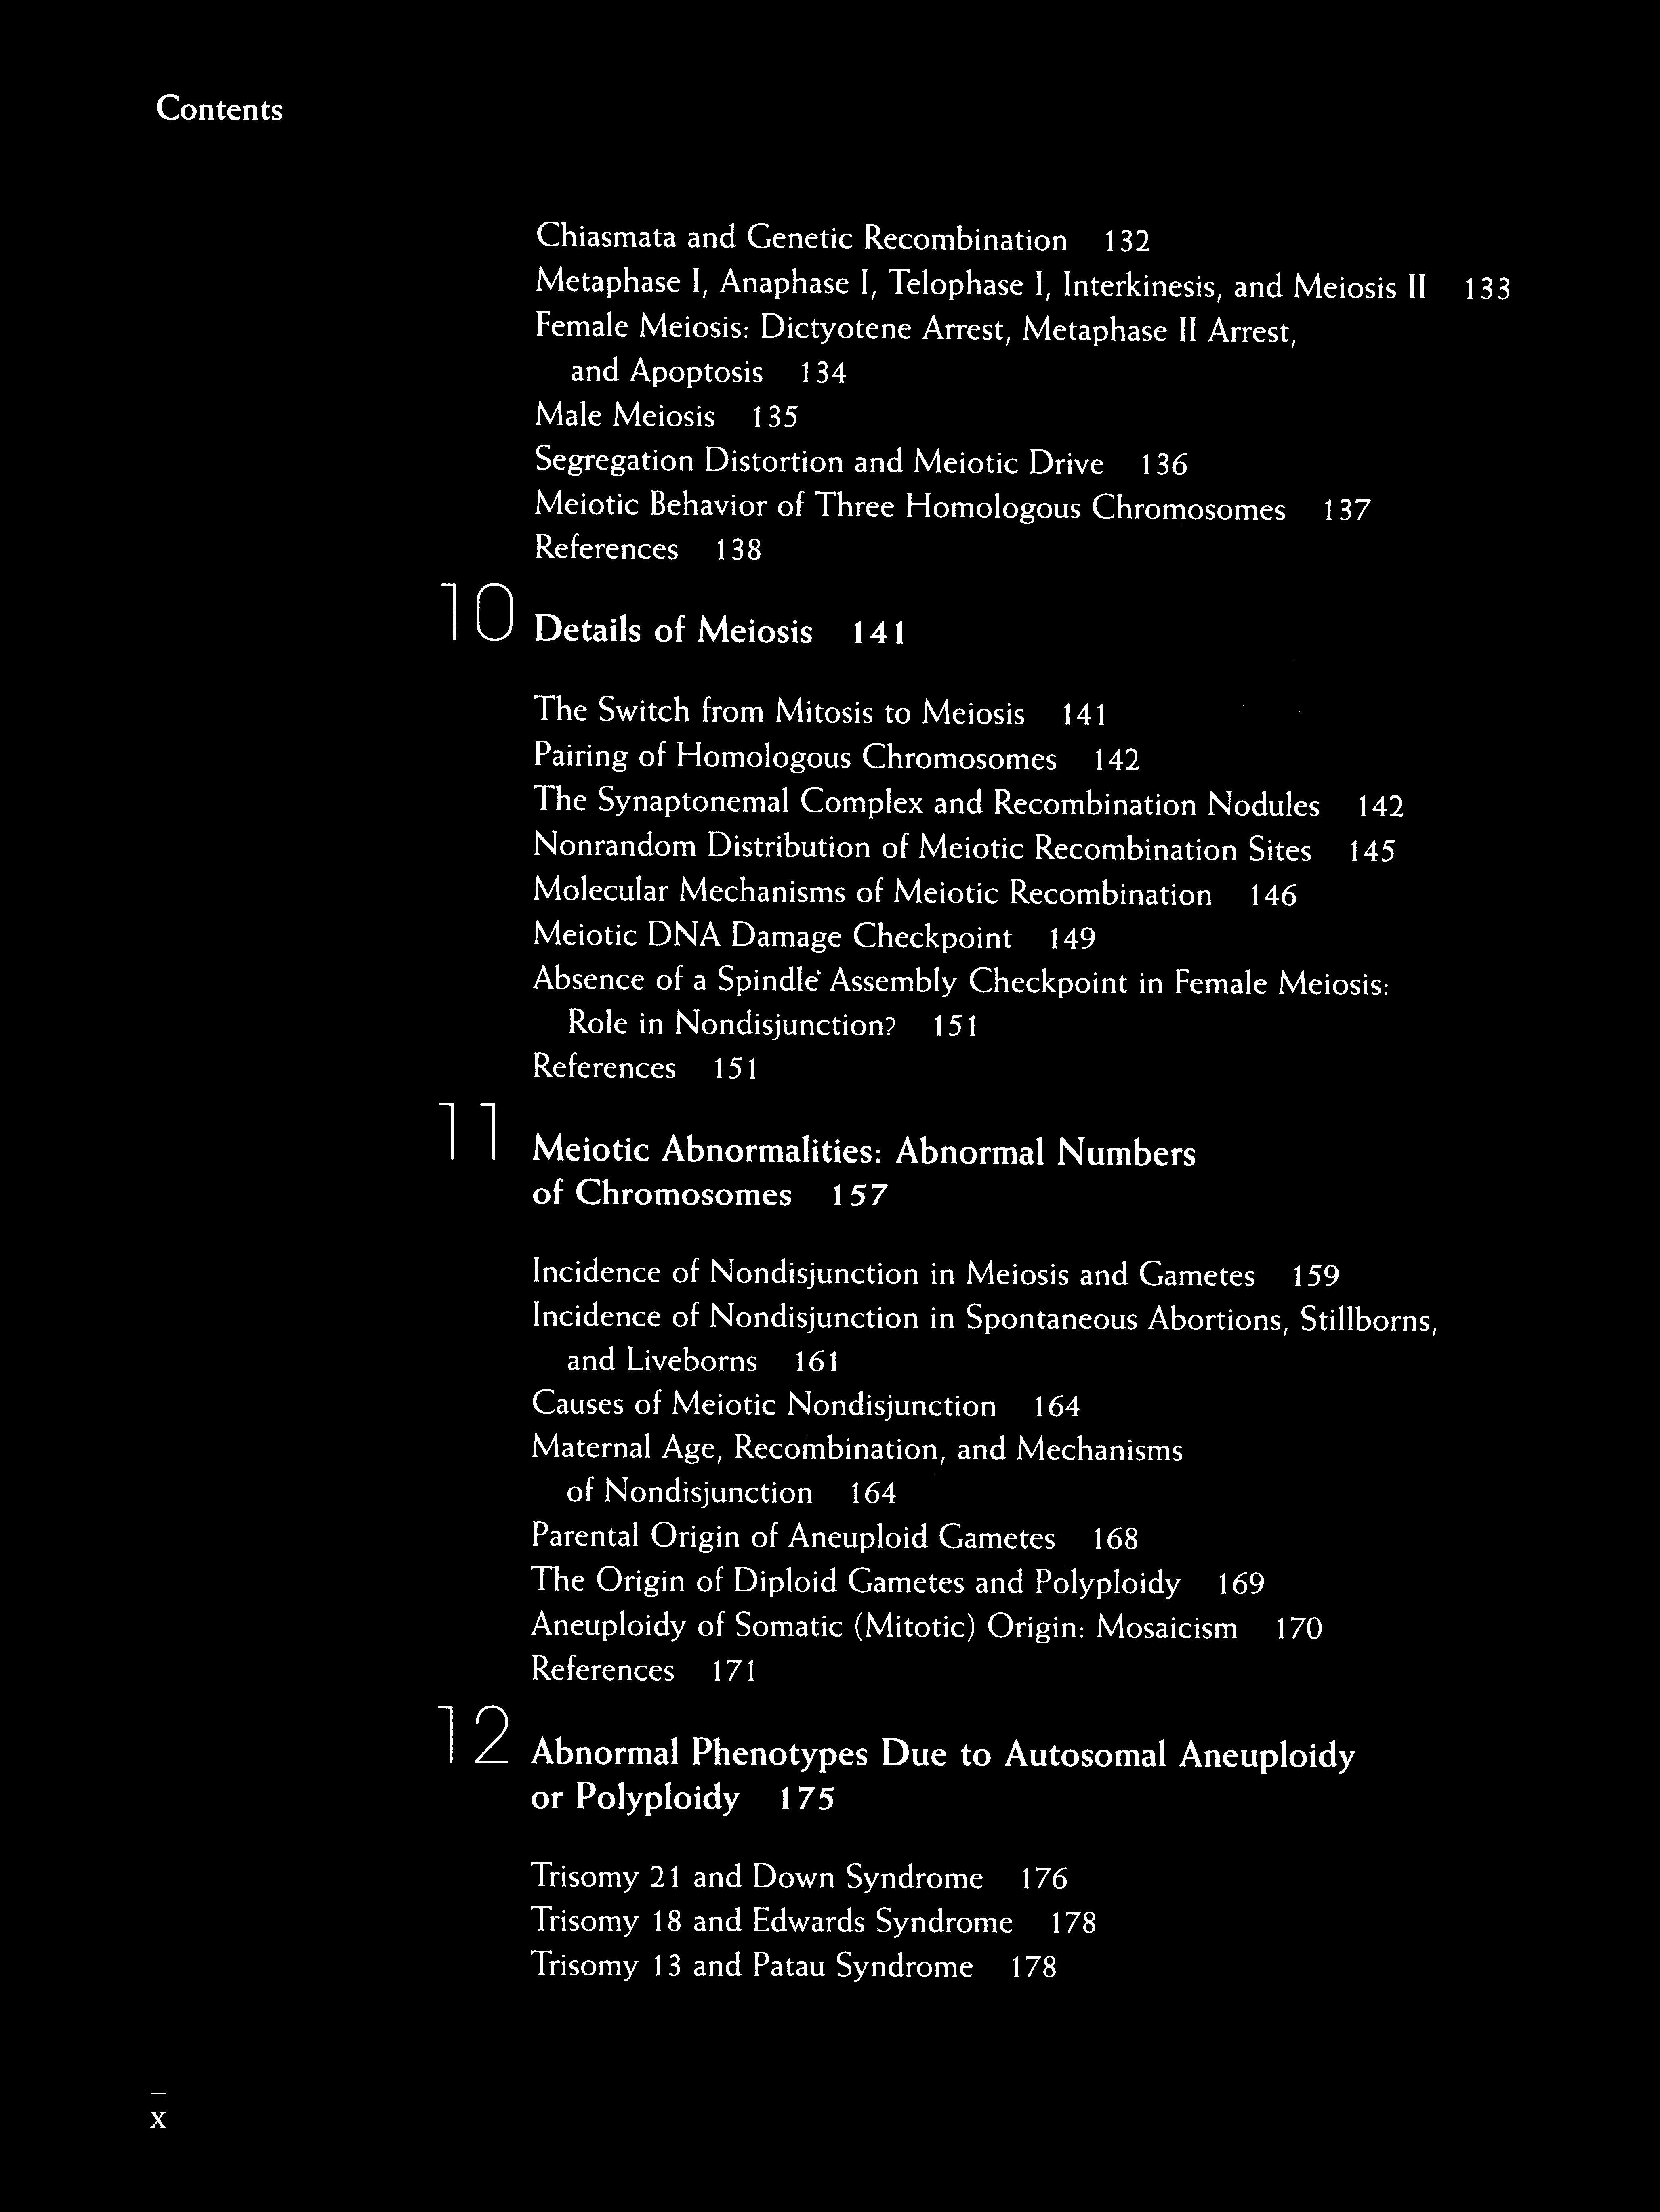 Contents
Chiasmata and Genetic Recombination 132
Metaphase I, Anaphase I, Telophase I, Interkinesis, and Meiosis II 133
Female Meiosis: Dictyotene Arrest, Metaphase II Arrest,
and Apoptosis 134
Male Meiosis 135
Segregation Distortion and Meiotic Drive 136
Meiotic Behavior of Three Homologous Chromosomes 137
References 138
10 Details of Meiosis 141
The Switch from Mitosis to Meiosis 141
Pairing of Homologous Chromosomes 142
The Synaptonemal Complex and Recombination Nodules 142
Nonrandom Distribution of Meiotic Recombination Sites 145
Molecular Mechanisms of Meiotic Recombination 146
Meiotic DNA Damage Checkpoint 149
Absence of a Spindle Assembly Checkpoint in Female Meiosis:
Role in Nondisjunction? 151
References 151
11 Meiotic Abnormalities: Abnormal Numbers
of Chromosomes 157
Incidence of Nondisjunction in Meiosis and Gametes 159
Incidence of Nondisjunction in Spontaneous Abortions, Stillborns,
and Liveborns 161
Causes of Meiotic Nondisjunction 164
Maternal Age, Recombination, and Mechanisms
of Nondisjunction 164
Parental Origin of Aneuploid Gametes 168
The Origin of Diploid Gametes and Polyploidy 169
Aneuploidy of Somatic (Mitotic) Origin: Mosaicism 170
References 171
12 Abnormal Phenotypes Due to Autosomal Aneuploidy
or Polyploidy 175
Trisomy 21 and Down Syndrome 176
Trisomy 18 and Edwards Syndrome 178
Trisomy 13 and Patau Syndrome 178
x